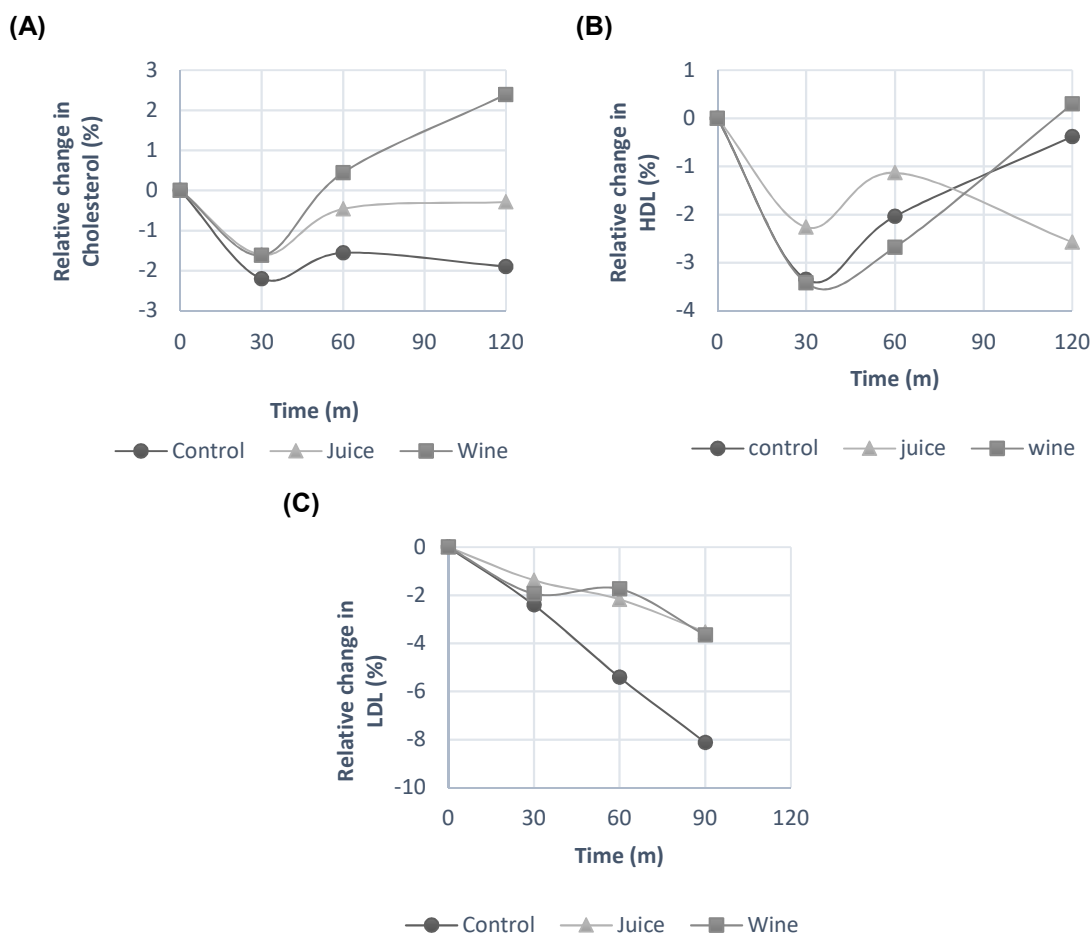 (A)
Relative change in
Cholesterol (%)
3
2
1
0
-1
-2
-3
0 30 60 90 120
Time (m)
Control Juice Wine
(B)
Relative change in
HDL (%)
1
0
-1
-2
-3
-4
0 30 60 90 120
Time (m)
control juice wine
(C)
Relative change in
LDL (%)
0
-2
-4
-6
-8
-10
0 30 60 90 120
Time (m)
Control Juice Wine